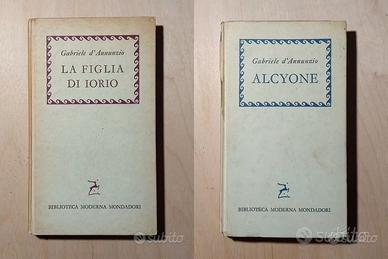 Gabriele d'Annunzio
LA FIGLIA
DI IORIO
BIBLIOTECA MODERNA MONDADORI
subito
Gabriele d'Annunzio
ALCYONE
BIBLIOTECA MODERNA MONDADORI
subito